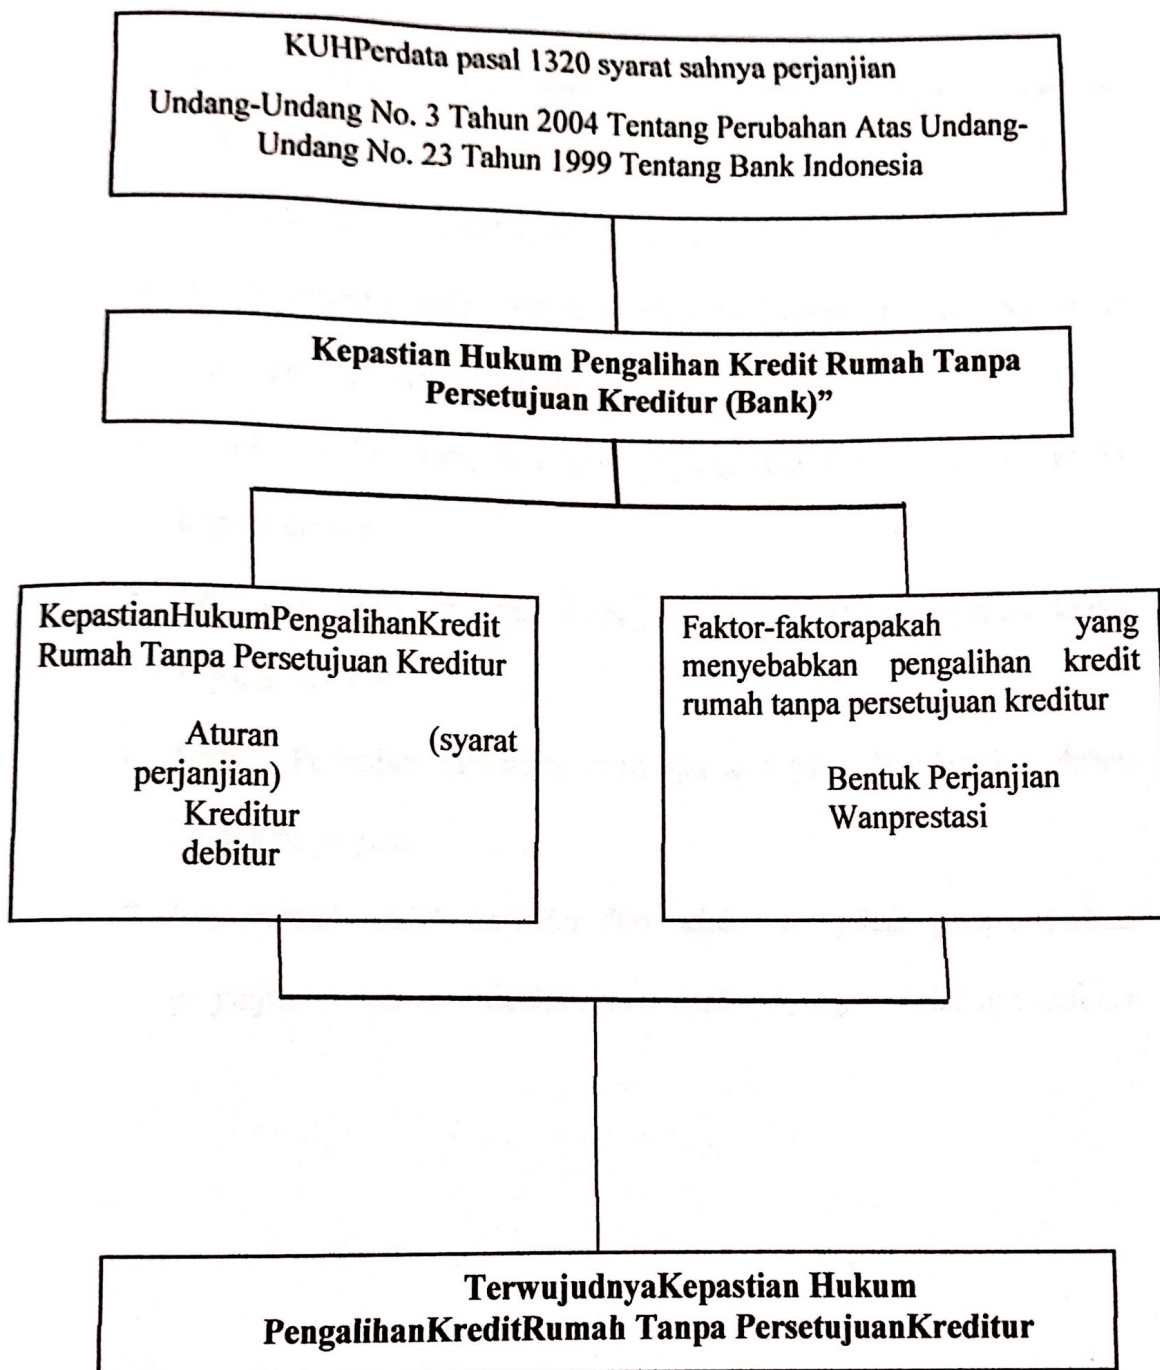 KUHPerdata pasal 1320 syarat sahnya perjanjian
Undang-Undang No. 3 Tahun 2004 Tentang Perubahan Atas Undang-
Undang No. 23 Tahun 1999 Tentang Bank Indonesia
Kepastian Hukum Pengalihan Kredit Rumah Tanpa
Persetujuan Kreditur (Bank)”
KepastianHukumPengalihanKredit
Rumah Tanpa Persetujuan Kreditur
Aturan (syarat
perjanjian)
Kreditur
debitur
Faktor-faktorapakah yang
menyebabkan pengalihan kredit
rumah tanpa persetujuan kreditur
Bentuk Perjanjian
Wanprestasi
TerwujudnyaKepastian Hukum
PengalihanKreditRumah Tanpa PersetujuanKreditur